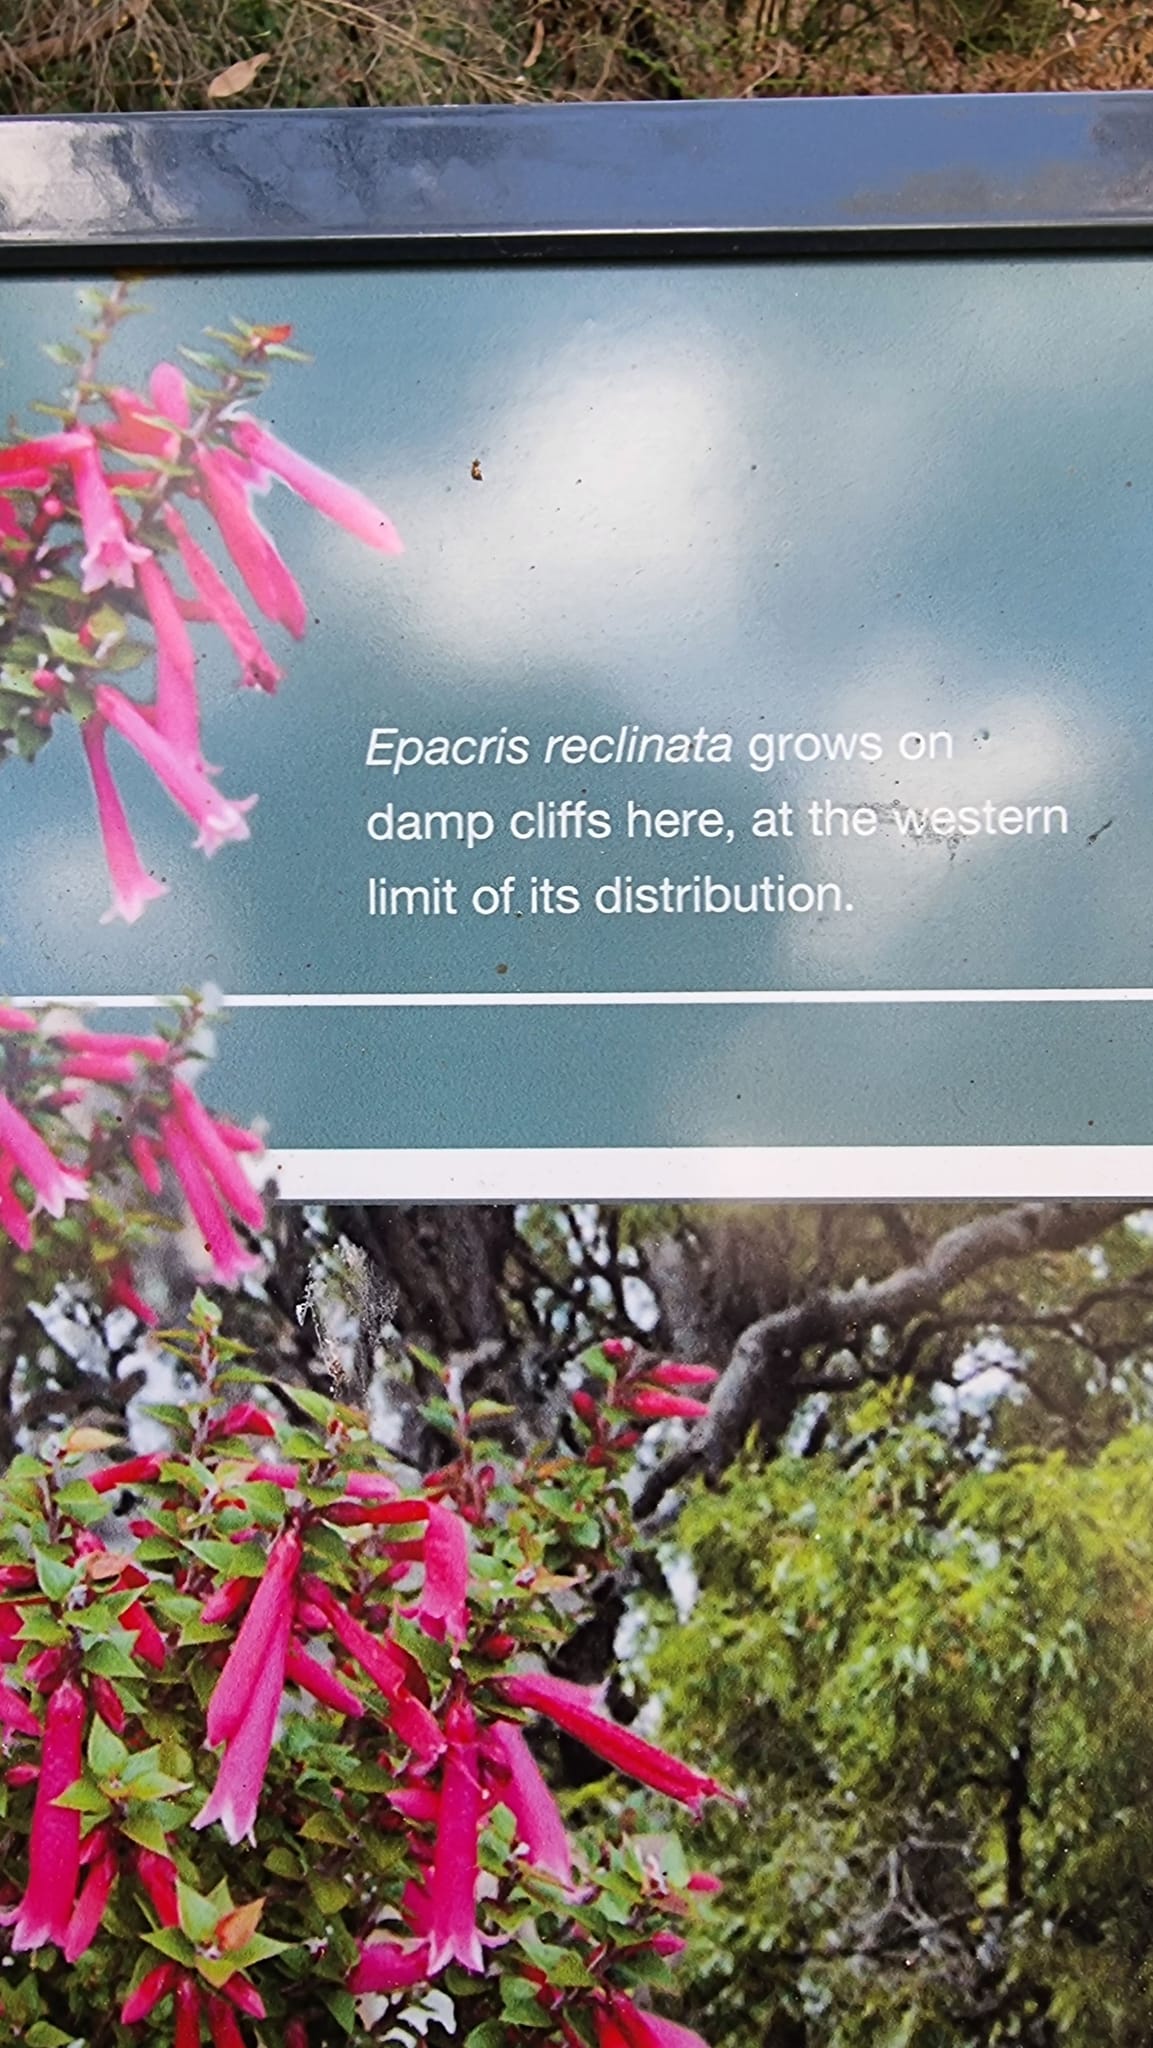 Epacris reclinata grows on
damp cliffs here, at the western
limit of its distribution.